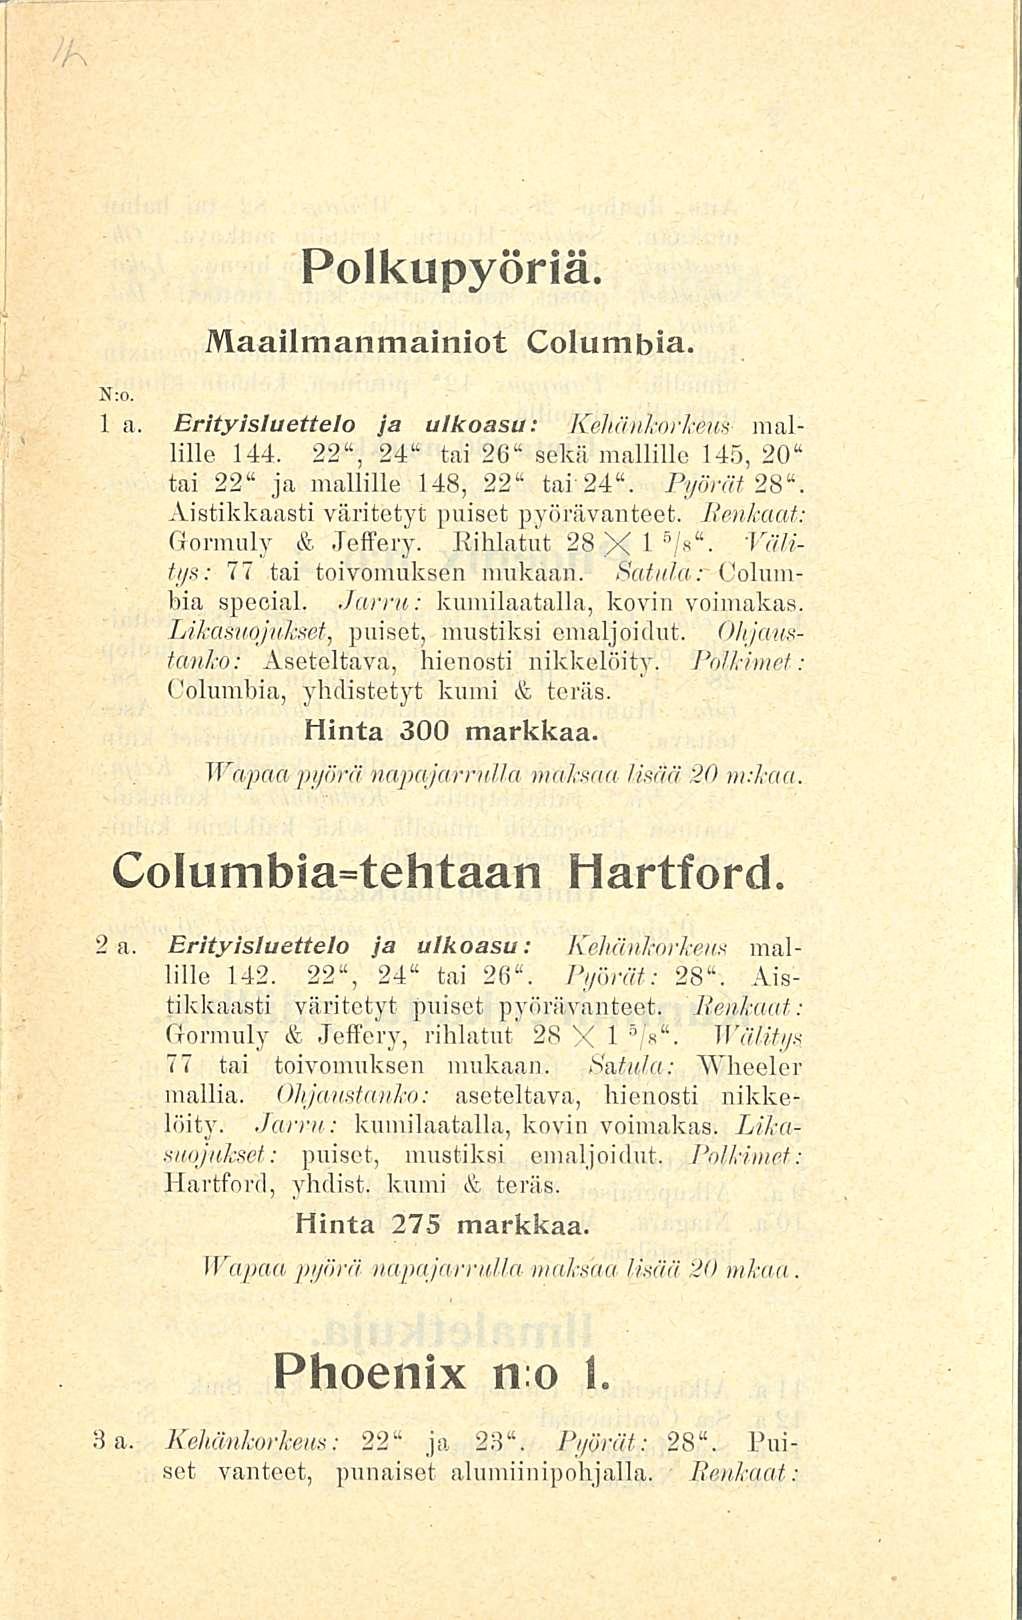 Polkupyöriä.
Maailmanmainiot Columbia.
N:o.
1 a. Erityisluettelo ja ulkoasu: Kehänkorkeus mal-
lille 144. 22“, 24“ tai 26“ sekä mallille 145, 20“
tai 22“ ja mallille 148, 22“ tai 24“. Pyörät 28“.
Aistikkaasti väritetyt puiset pyörävanteet. Renkaat:
Gormuly & Jeffery. Rihlatut 28 X 1 5/8“. Väli-
tys: 77 tai toivomuksen mukaan. Satula: Colum-
bia special. Jarru: kumilaatalla, kovin voimakas.
Likasuojukset, puiset, mustiksi emaljoidut. Ohjaus-
tanko: Aseteltava, hienosti nikkelöity. Polkimet:
Columbia, yhdistetyt kumi & teräs.
Hinta 300 markkaa.
Wapaa pyörä napajarrulla maksaa lisää 20 m:kaa.
Columbia=tehtaan Hartford.
2 a. Erityisluettelo ja ulkoasu: Kehänkorkeus mal-
lille 142. 22“, 24“ tai 26“. Pyörät: 28“. Ais-
tikkaasti väritetyt puiset pyörävanteet. Renkaat:
Gormuly & Jeffery, rihlatut 28 X 1 5/8“. Wälitys
77 tai toivomuksen mukaan. Satula: Wheeler
mallia. Ohjaustanko: aseteltava, hienosti nikke-
löity. Jarru: kumilaatalla, kovin voimakas. Lika-
suojukset: puiset, mustiksi emaljoidut. Polkimet:
Hartford, yhdist. kumi & teräs.
Hinta 275 markkaa.
Wapaa pyörä napajarrulla maksaa lisää 20 mkaa.
Phoenix n:o 1.
3 a. Kehänkorkeus: 22“ ja 23“. Pyörät: 28“. Pui-
set vanteet, punaiset alumiinipohjalla. Renkaat: